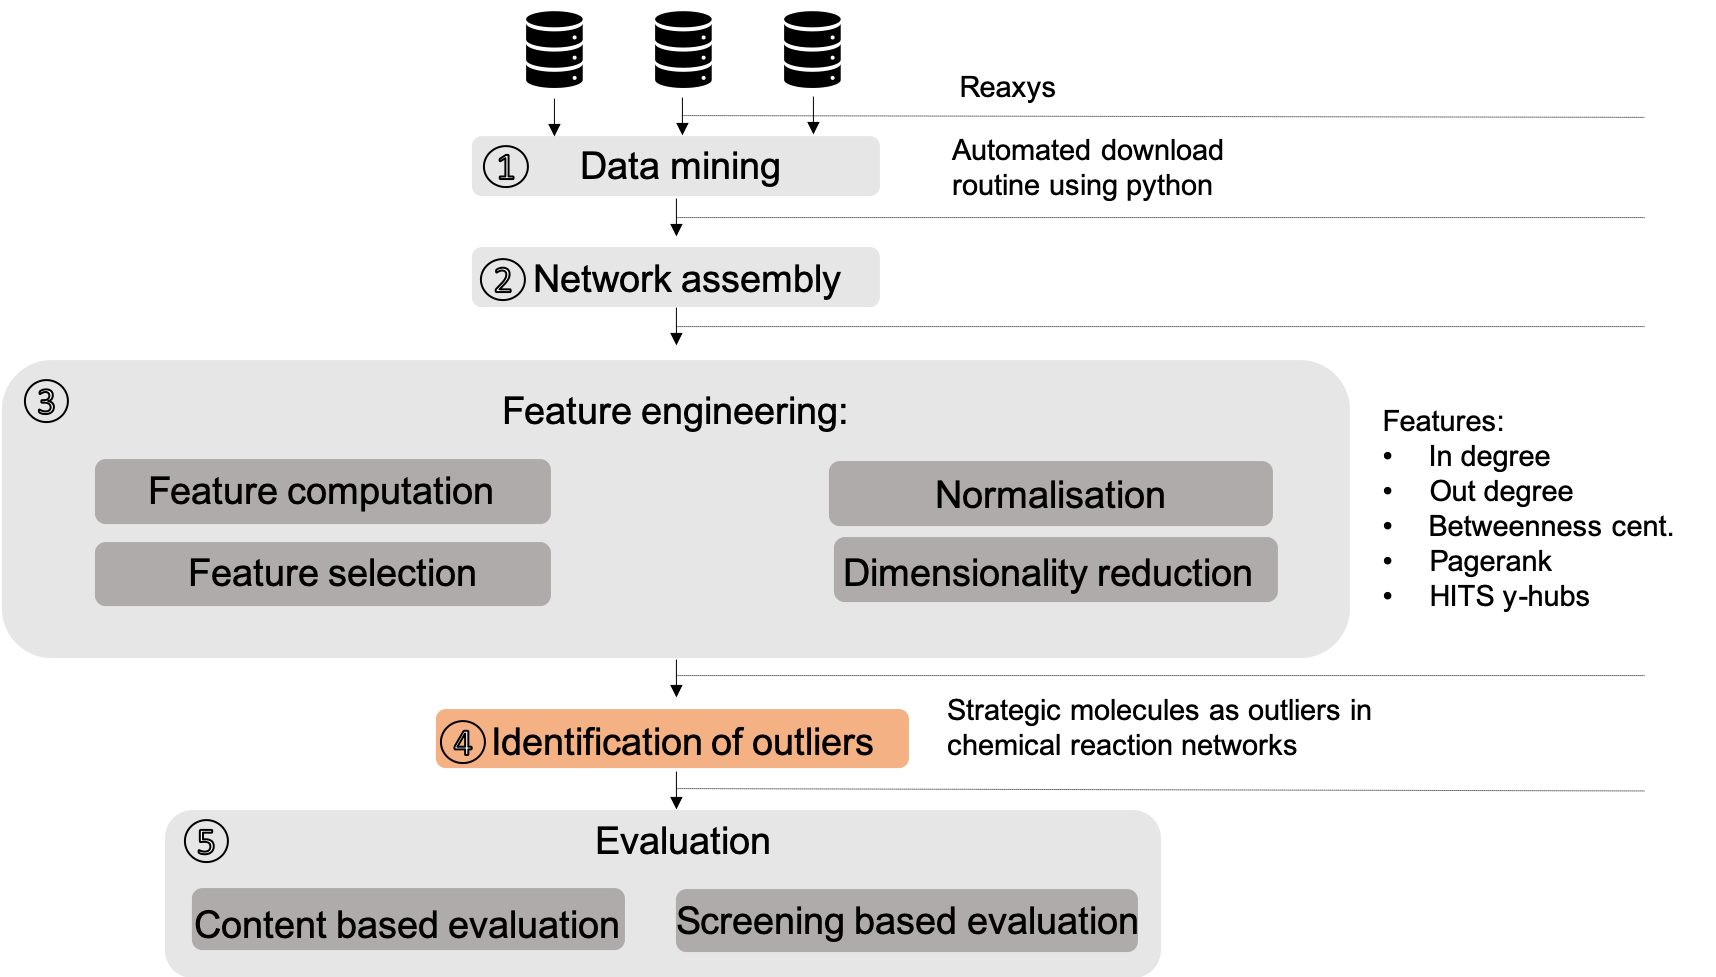 Reaxys
① Data mining
Automated download
routine using python
② Network assembly
③
Feature engineering:
Feature computation
Normalisation
Feature selection
Dimensionality reduction
Features:
• In degree
• Out degree
• Betweenness cent.
• Pagerank
• HITS y-hubs
④ Identification of outliers
Strategic molecules as outliers in
chemical reaction networks
⑤ Evaluation
Content based evaluation
Screening based evaluation